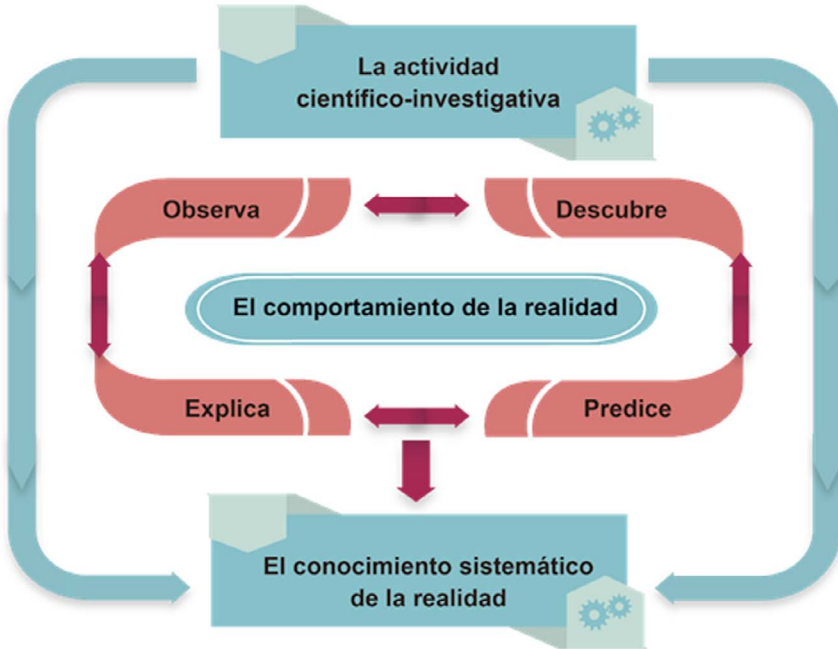 La actividad
científico-investigativa
Observa
Descubre
El comportamiento de la realidad
Explica
Predice
El conocimiento sistemático
de la realidad